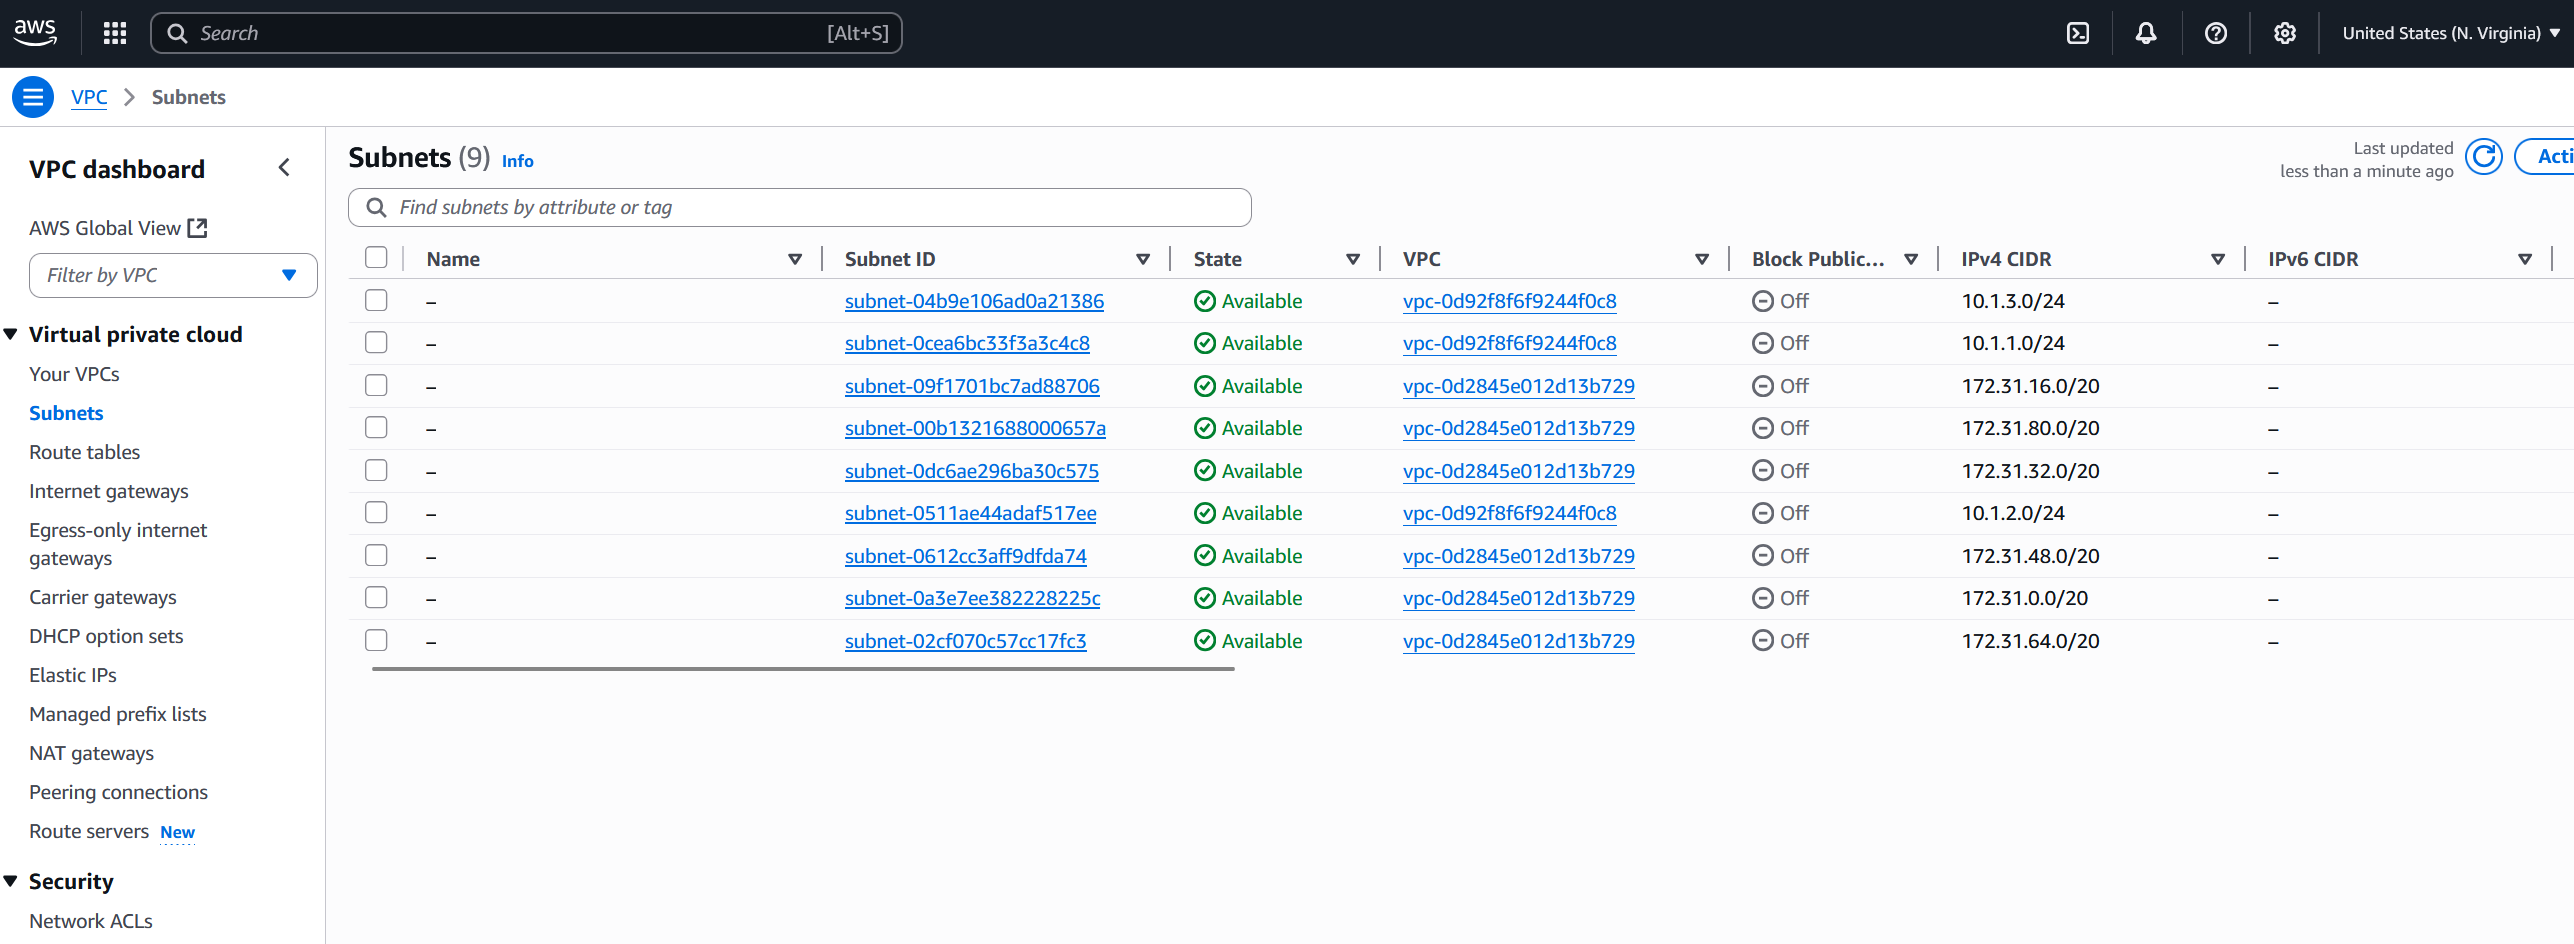 aws Search [Alt+S] United States (N. Virginia)
VPC Subnets
VPC dashboard
AWS Global View
Filter by VPC
Virtual private cloud
Your VPCs
Subnets
Route tables
Internet gateways
Egress-only internet
gateways
Carrier gateways
DHCP option sets
Elastic IPs
Managed prefix lists
NAT gateways
Peering connections
Route servers New
Security
Network ACLs
Subnets (9) Info
Last updated
less than a minute ago
Acti
Find subnets by attribute or tag
Name Subnet ID State VPC Block Public... IPv4 CIDR IPv6 CIDR
– subnet-04b9e106ad0a21386 Available vpc-0d92f8f6f9244f0c8 Off 10.1.3.0/24 –
– subnet-0cea6bc33f3a3c4c8 Available vpc-0d92f8f6f9244f0c8 Off 10.1.1.0/24 –
– subnet-09f1701bc7ad88706 Available vpc-0d2845e012d13b729 Off 172.31.16.0/20 –
– subnet-00b1321688000657a Available vpc-0d2845e012d13b729 Off 172.31.80.0/20 –
– subnet-0dc6ae296ba30c575 Available vpc-0d2845e012d13b729 Off 172.31.32.0/20 –
– subnet-0511ae44adaf517ee Available vpc-0d92f8f6f9244f0c8 Off 10.1.2.0/24 –
– subnet-0612cc3aff9dfda74 Available vpc-0d2845e012d13b729 Off 172.31.48.0/20 –
– subnet-0a3e7ee382228225c Available vpc-0d2845e012d13b729 Off 172.31.0.0/20 –
– subnet-02cf070c57cc17fc3 Available vpc-0d2845e012d13b729 Off 172.31.64.0/20 –